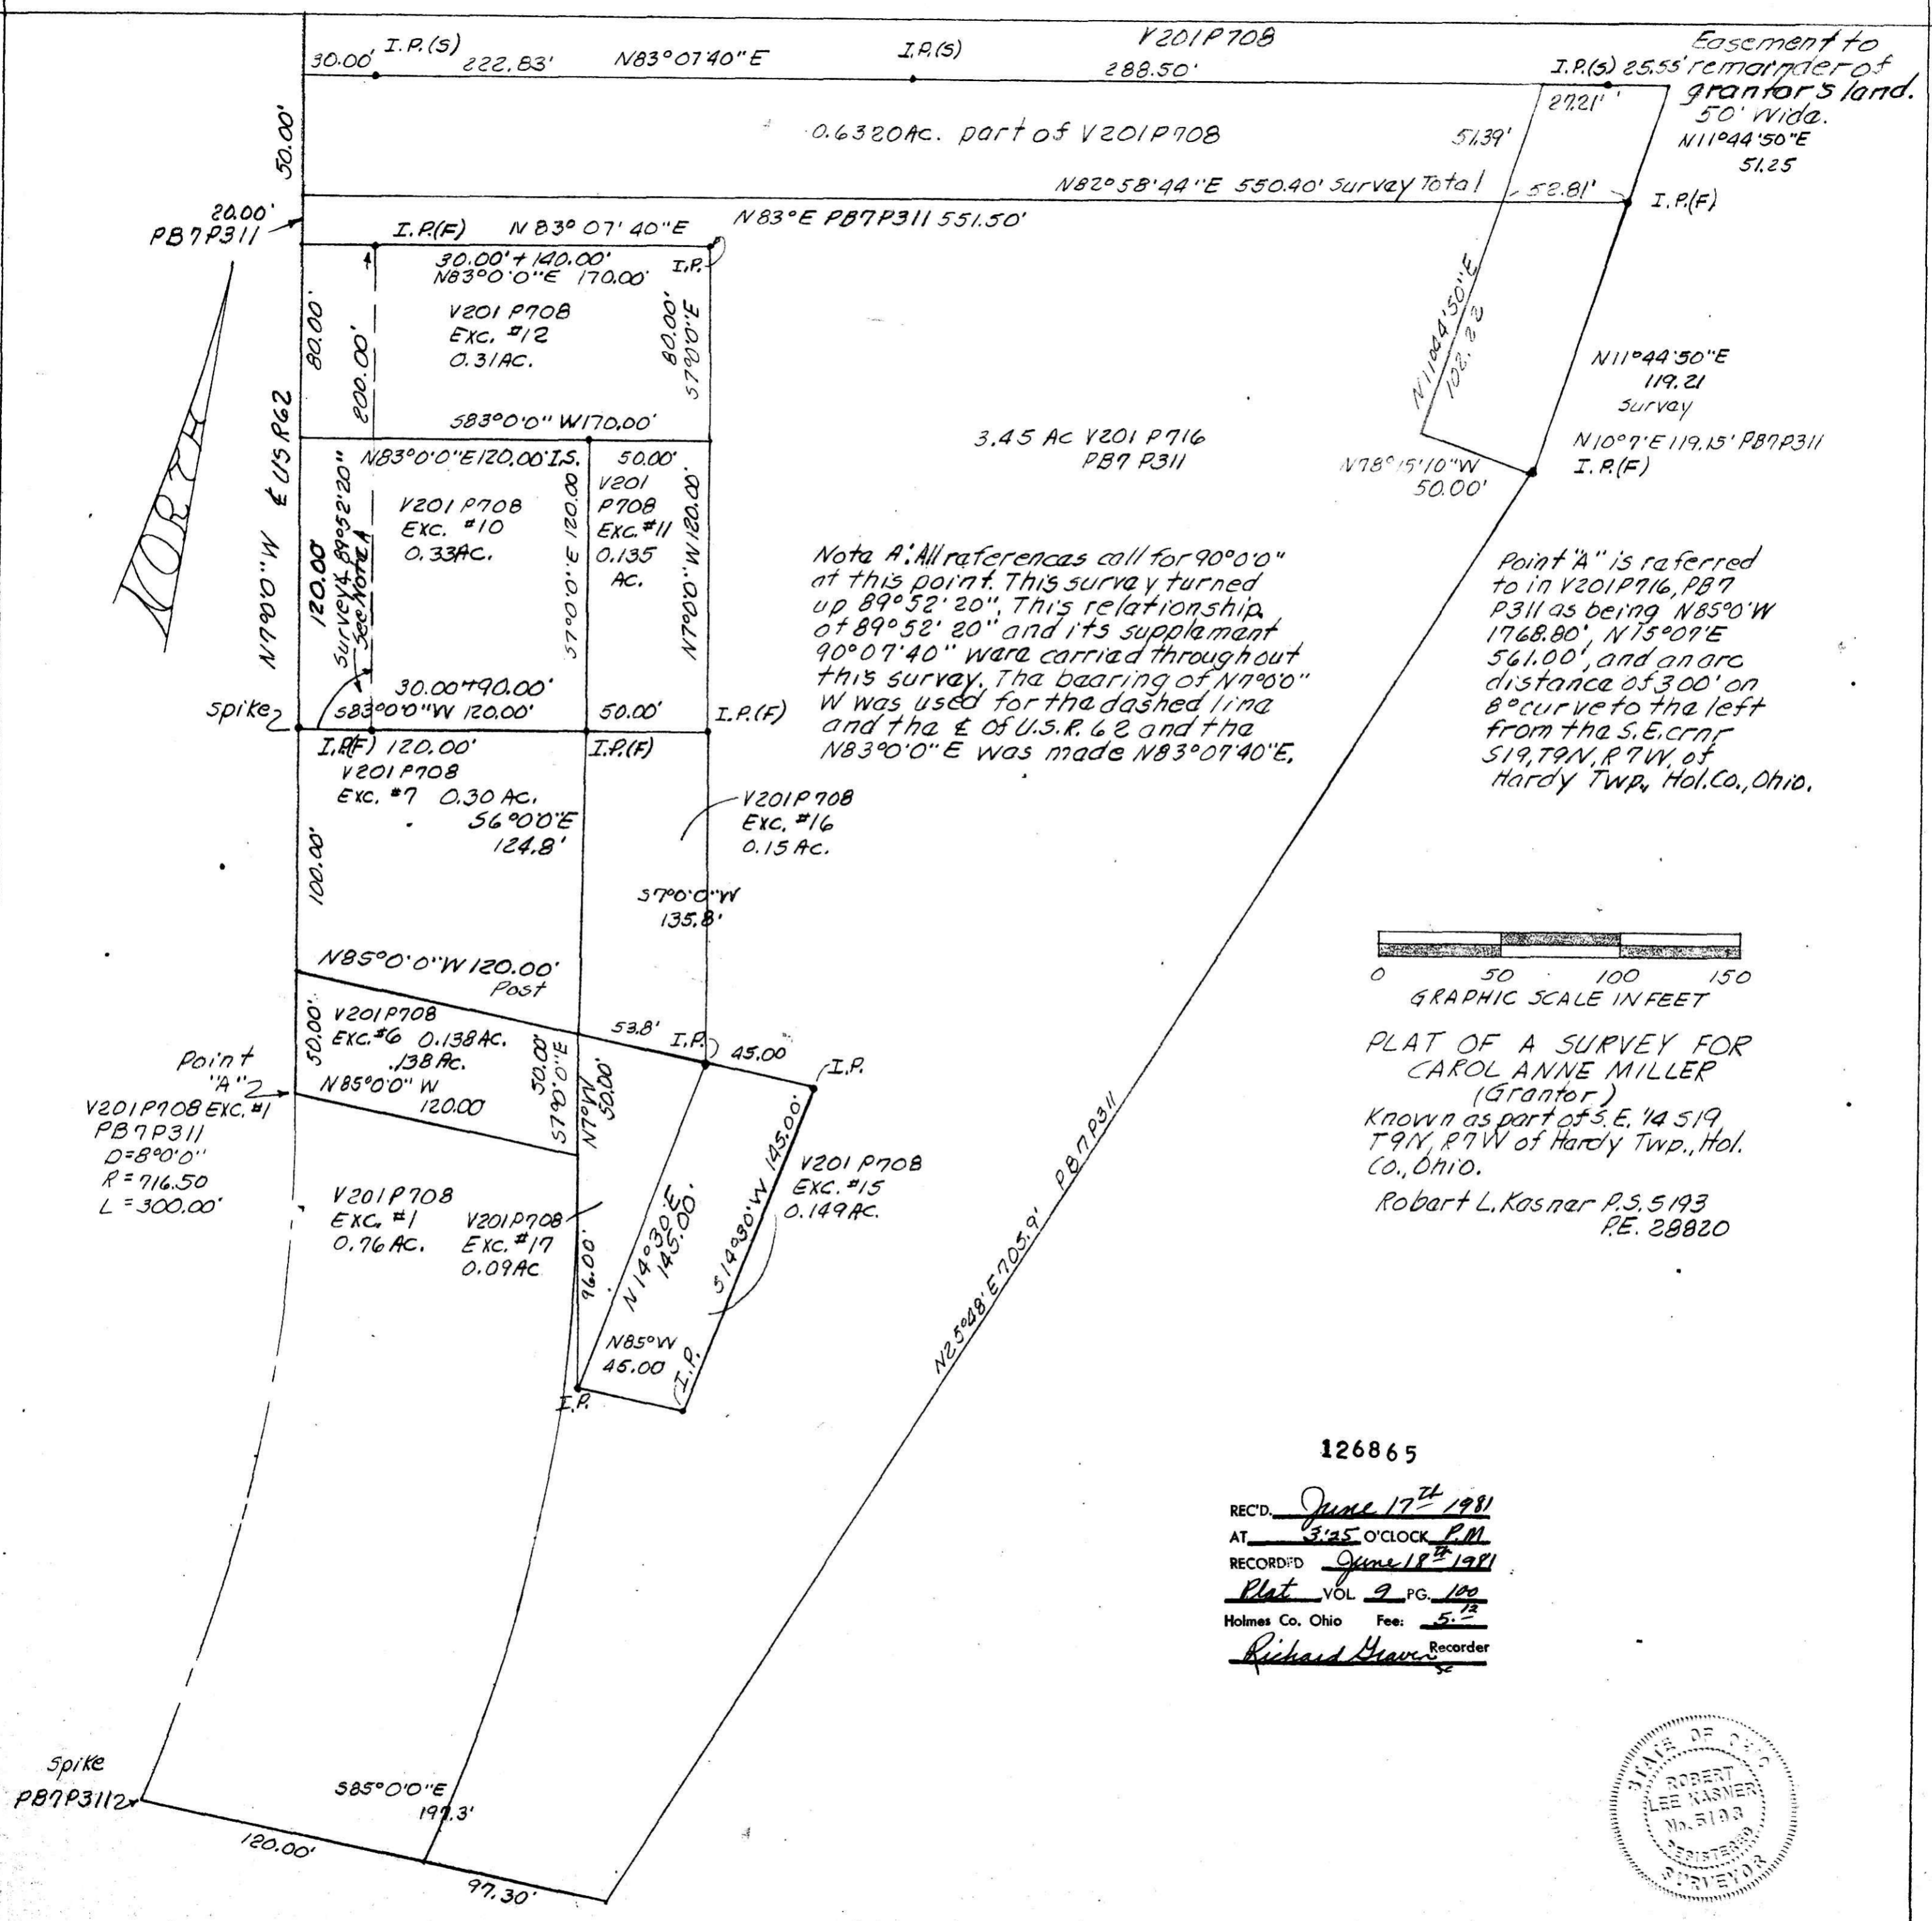 30.00' I.P.(S) 222.83' N83°07'40"E I.P.(S) V201P708
288.50'
Easement to
I.P.(S) 25.55' remainder of
grantor's land.
50' Wide.
27.21'
N11°44'50"E
51.25
50.00'
0.6320AC. part of V201P708
51.39'
N82°58'44"E 550.40' Survey Total
52.81'
I.P.(F)
20.00'
PB7P311
N83°E PB7P311 551.50'
I.P.(F) N83°07'40"E
30.00'+140.00'
N83°0'0"E 170.00'
I.P.
V201 P708
EXC. #12
0.31AC.
80.00'
200.00'
80.00'
S7°0'0"E
NORTH
S83°0'0"W170.00'
N11°44'50"E
102.22
N11°44'50"E
119.21
Survey
N10°7'E 119.15' PB7P311
I.P.(F)
3.45 AC V201 P716
PB7 P311
N78°15'10"W
50.00'
N83°0'0"E120.00'I.S.
50.00'
V201 P708
EXC. #10
0.33AC.
V201
P708
EXC.#11
0.135
AC.
N7°0'0"W ℄ USR62
120.00
Survey∡ 89°52'20"
See Note A
S7°0'0"E 120.00
N7°0'0"W120.00'
Note A: All references call for 90°0'0"
at this point. This survey turned
up 89°52'20". This relationship
of 89°52'20" and its supplement
90°07'40" were carried throughout
this survey. The bearing of N7°0'0"
W was used for the dashed line
and the ℄ of U.S.R. 62 and the
N83°0'0"E was made N83°07'40"E.
Point "A" is referred
to in V201P716, PB7
P311 as being N85°0'W
1768.80', N15°07'E
561.00', and an arc
distance of 300' on
8° curve to the left
from the S.E. crnr
S19, T9N, R7W, of
Hardy Twp., Hol.Co., Ohio.
spike
30.00+90.00'
S83°0'0"W 120.00'
50.00'
I.P.(F)
I.P.(F) 120.00'
I.P.(F)
V201P708
EXC. #7 0.30 AC.
S6°00'E
124.8'
V201P708
EXC. #16
0.15 AC.
100.00'
S7°0'0"W
135.8'
N85°0'0"W 120.00'
Post
0 50 100 150
GRAPHIC SCALE IN FEET
V201P708
EXC.#6 0.138AC.
.138 AC.
50.00'
53.8'
I.P.
45.00
I.P.
N85°0'0" W
120.00
S7°0'0"E
50.00'
N7°W
50.00'
Point
"A"
V201P708 EXC.#1
PB7P311
D=8°0'0"
R=716.50
L=300.00'
PLAT OF A SURVEY FOR
CAROL ANNE MILLER
(Grantor)
Known as part of S.E. 1/4 S19
T9N, R7W of Hardy Twp., Hol.
Co., Ohio.
Robert L. Kasner P.S. 5193
P.E. 28820
V201P708
EXC. #1
0.76 AC.
V201P708
EXC. #17
0.09AC
96.00'
N14°30'E
145.00'
S14°30'W 145.00'
V201 P708
EXC. #15
0.149AC.
N85°W
45.00
I.P.
I.P.
N25°48'E 705.9'
PB7P311
126865
REC'D. June 17th 1981
AT 3:25 O'CLOCK P.M
RECORDED June 18th 1981
Plat VOL 9 PG. 100
Holmes Co. Ohio Fee: 5.12
Richard Graven Recorder
spike
PB7P311
S85°0'0"E
197.3'
120.00'
97.30'
STATE OF OHIO
ROBERT
LEE KASNER
No. 5193
REGISTERED
SURVEYOR